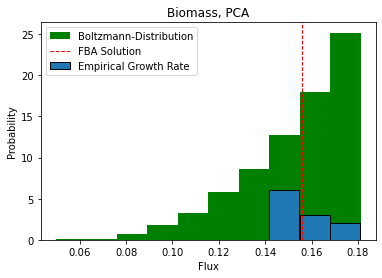 Biomass, PCA
Boltzmann-Distribution
FBA Solution
Empirical Growth Rate
Probability
25
20
15
10
5
0
0.06 0.08 0.10 0.12 0.14 0.16 0.18
Flux